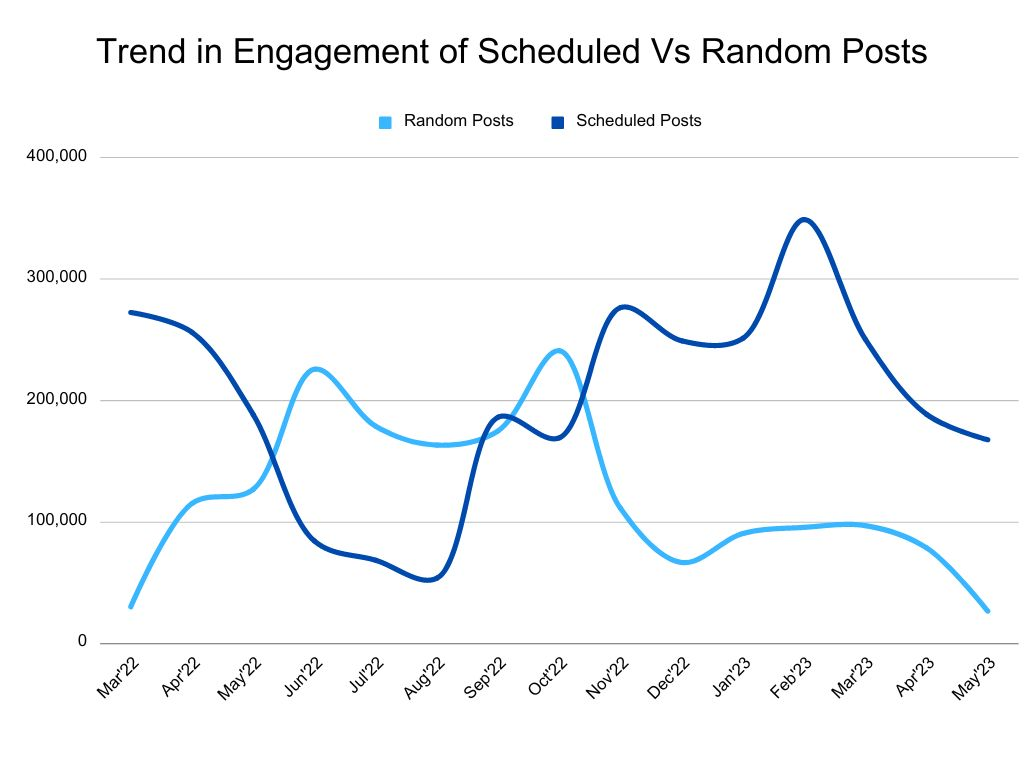 Trend in Engagement of Scheduled Vs Random Posts
Random Posts
Scheduled Posts
400,000
300,000
200,000
100,000
0
Mar'22
Apr'22
May'22
Jun'22
Jul'22
Aug'22
Sep'22
Oct'22
Nov'22
Dec'22
Jan'23
Feb'23
Mar'23
Apr'23
May'23